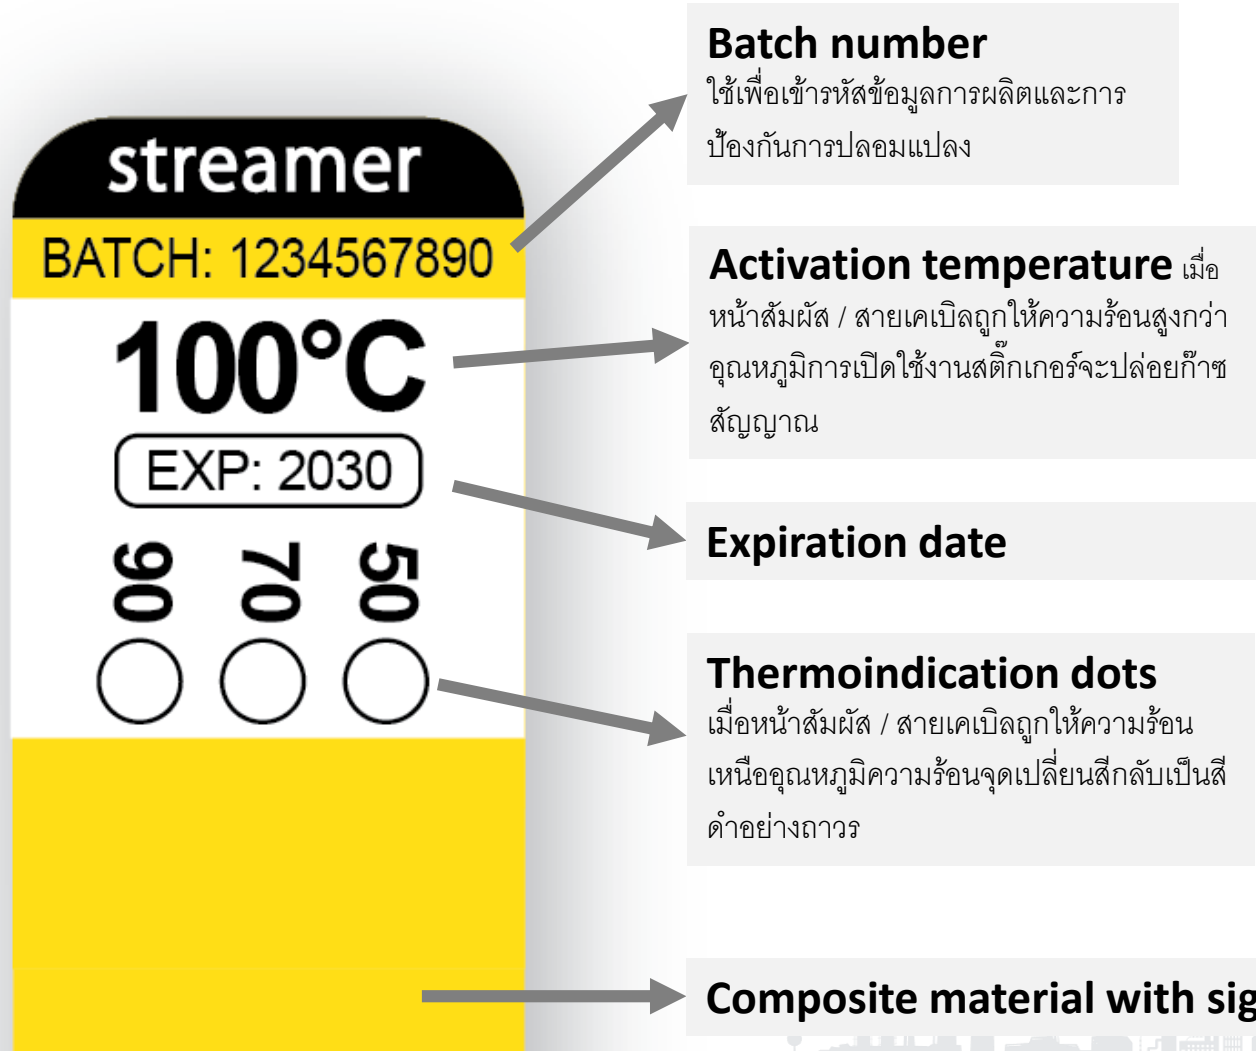 streamer
BATCH: 1234567890
100°C
EXP: 2030
90 70 50
Batch number
ใช้เพื่อเข้ารหัสข้อมูลการผลิตและการ
ป้องกันการปลอมแปลง
Activation temperature เมื่อ
หน้าสัมผัส / สายเคเบิลถูกให้ความร้อนสูงกว่า
อุณหภูมิการเปิดใช้งานสติ๊กเกอร์จะปล่อยก๊าซ
สัญญาณ
Expiration date
Thermoindication dots
เมื่อหน้าสัมผัส / สายเคเบิลถูกให้ความร้อน
เหนืออุณหภูมิความร้อนจุดเปลี่ยนสีกลับเป็นสี
ดำอย่างถาวร
Composite material with